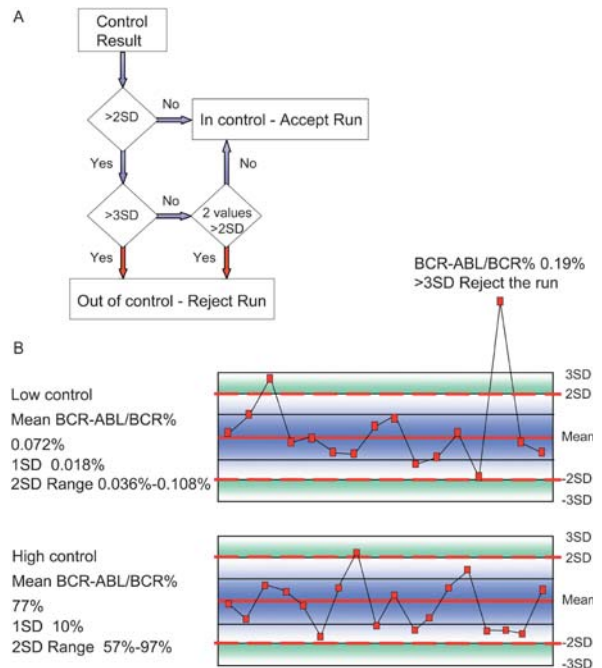 A
Control
Result
>2SD
No
In control - Accept Run
Yes
No
>3SD
No
2 values
>2SD
Yes
Yes
Out of control - Reject Run
BCR-ABL/BCR% 0.19%
>3SD Reject the run
B
Low control
Mean BCR-ABL/BCR%
0.072%
1SD 0.018%
2SD Range 0.036%-0.108%
3SD
2SD
Mean
-2SD
-3SD
High control
Mean BCR-ABL/BCR%
77%
1SD 10%
2SD Range 57%-97%
3SD
2SD
Mean
-2SD
-3SD